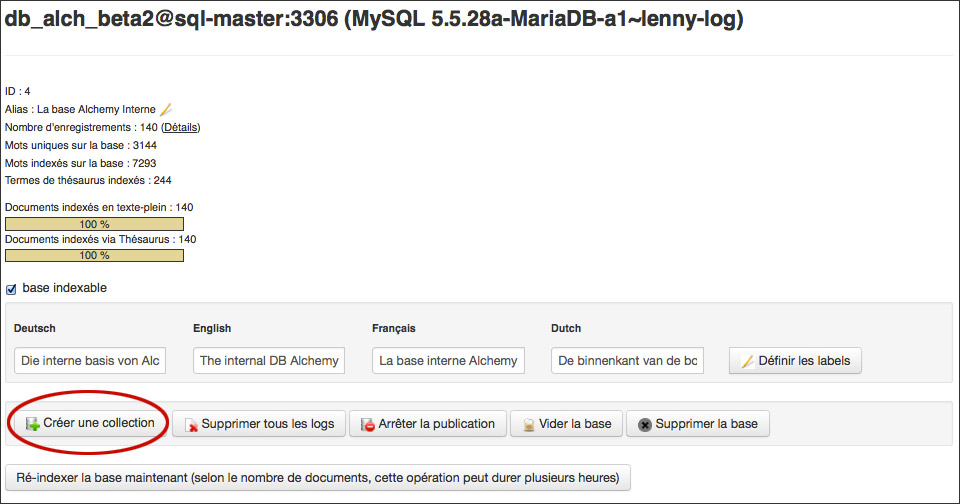 db_alch_beta2@sql-master:3306 (MySQL 5.5.28a-MariaDB-a1~lenny-log)
ID : 4
Alias : La base Alchemy Interne
Nombre d'enregistrements : 140 (Détails)
Mots uniques sur la base : 3144
Mots indexés sur la base : 7293
Termes de thésaurus indexés : 244
Documents indexés en texte-plein : 140
100 %
Documents indexés via Thésaurus : 140
100 %
base indexable
Deutsch English Français Dutch
Die interne basis von Alc The internal DB Alchemy La base interne Alchemy De binnenkant van de Définir les labels
Créer une collection Supprimer tous les logs Arrêter la publication Vider la base Supprimer la base
Ré-indexer la base maintenant (selon le nombre de documents, cette opération peut durer plusieurs heures)